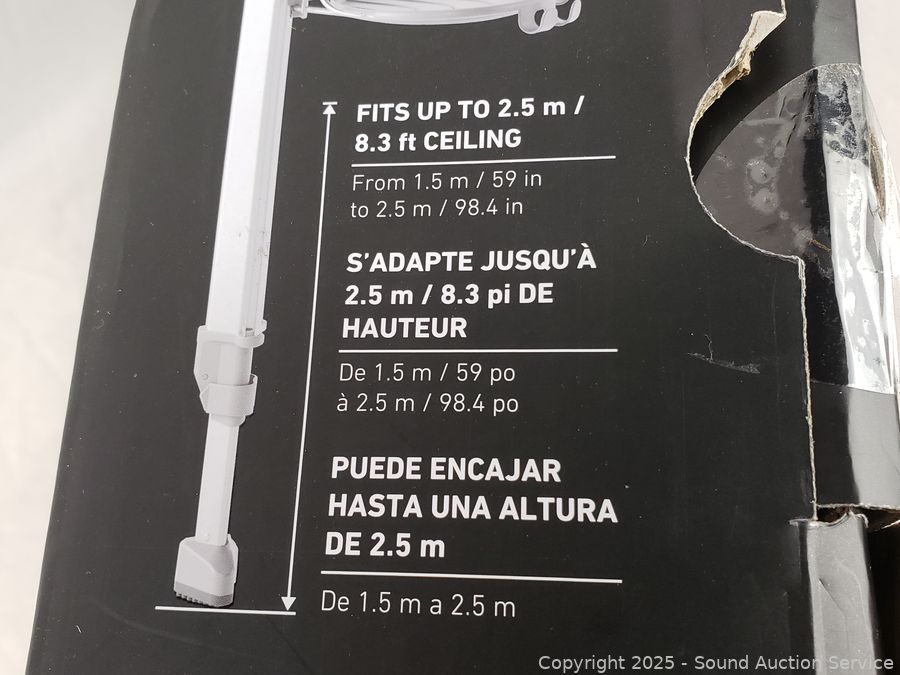 FITS UP TO 2.5 m /
8.3 ft CEILING
From 1.5 m / 59 in
to 2.5 m / 98.4 in
S'ADAPTE JUSQU'À
2.5 m / 8.3 pi DE
HAUTEUR
De 1.5 m / 59 po
à 2.5 m / 98.4 po
PUEDE ENCAJAR
HASTA UNA ALTURA
DE 2.5 m
De 1.5 m a 2.5 m
Copyright 2025 - Sound Auction Service